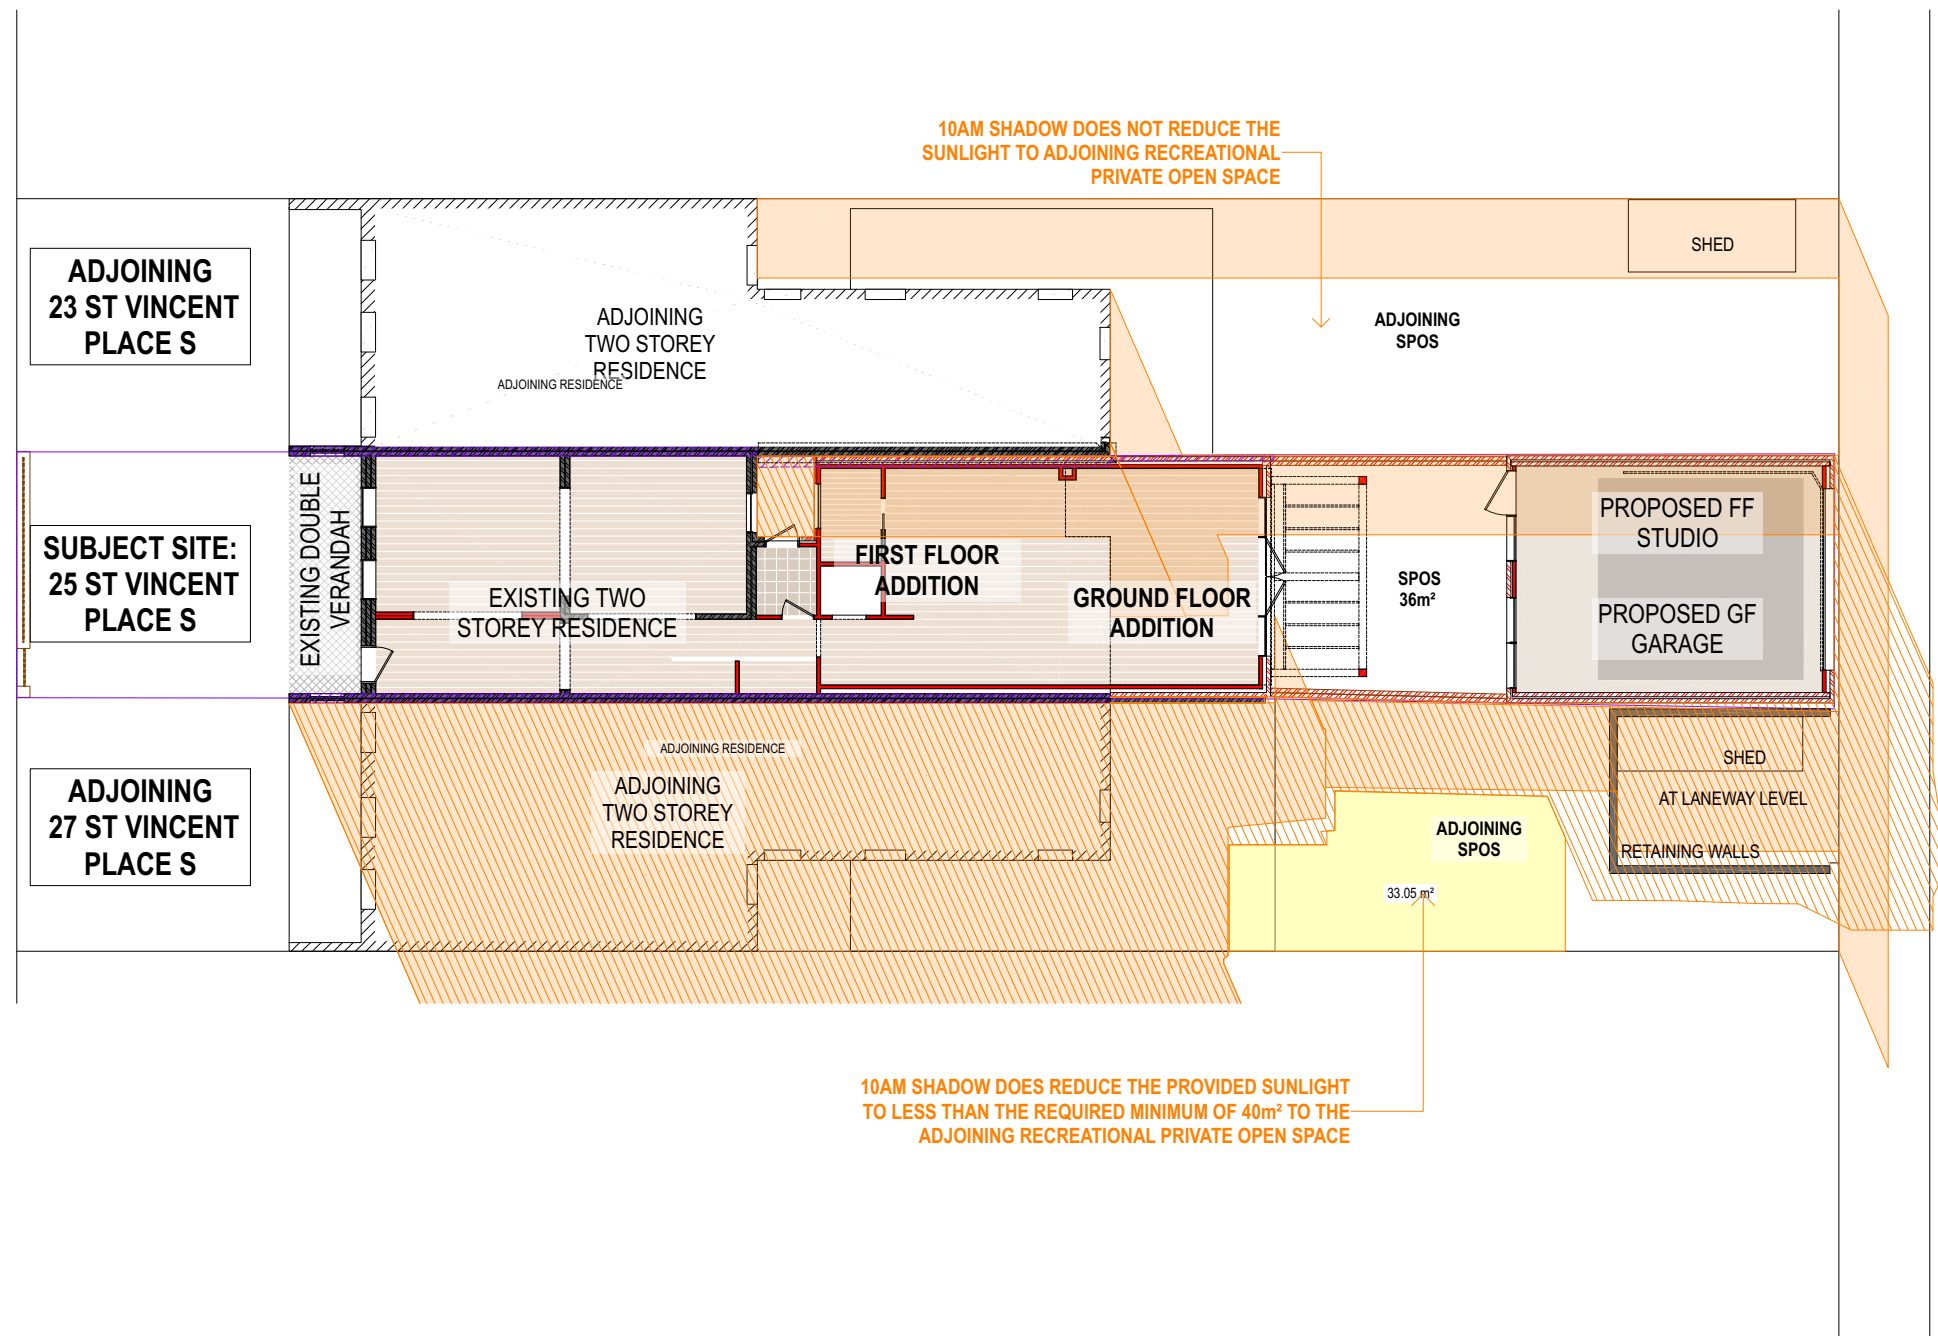 10AM SHADOW DOES NOT REDUCE THE
SUNLIGHT TO ADJOINING RECREATIONAL
PRIVATE OPEN SPACE
SHED
ADJOINING
23 ST VINCENT
PLACE S
ADJOINING
TWO STOREY
RESIDENCE
ADJOINING RESIDENCE
ADJOINING
SPOS
SUBJECT SITE:
25 ST VINCENT
PLACE S
EXISTING DOUBLE
VERANDAH
EXISTING TWO
STOREY RESIDENCE
FIRST FLOOR
ADDITION
GROUND FLOOR
ADDITION
SPOS
36m²
PROPOSED FF
STUDIO
PROPOSED GF
GARAGE
ADJOINING
27 ST VINCENT
PLACE S
ADJOINING RESIDENCE
ADJOINING
TWO STOREY
RESIDENCE
SHED
AT LANEWAY LEVEL
RETAINING WALLS
ADJOINING
SPOS
33.05 m²
10AM SHADOW DOES REDUCE THE PROVIDED SUNLIGHT
TO LESS THAN THE REQUIRED MINIMUM OF 40m² TO THE
ADJOINING RECREATIONAL PRIVATE OPEN SPACE